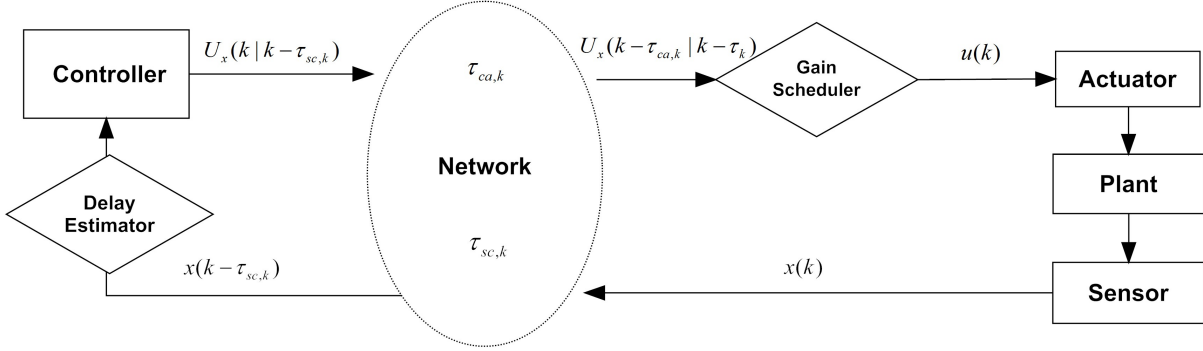 Controller
U_x(k | k − τ_{sc,k})
τ_{ca,k}
U_x(k − τ_{ca,k} | k − τ_k)
Gain
Scheduler
u(k)
Actuator
Network
Plant
Delay
Estimator
τ_{sc,k}
x(k − τ_{sc,k})
x(k)
Sensor